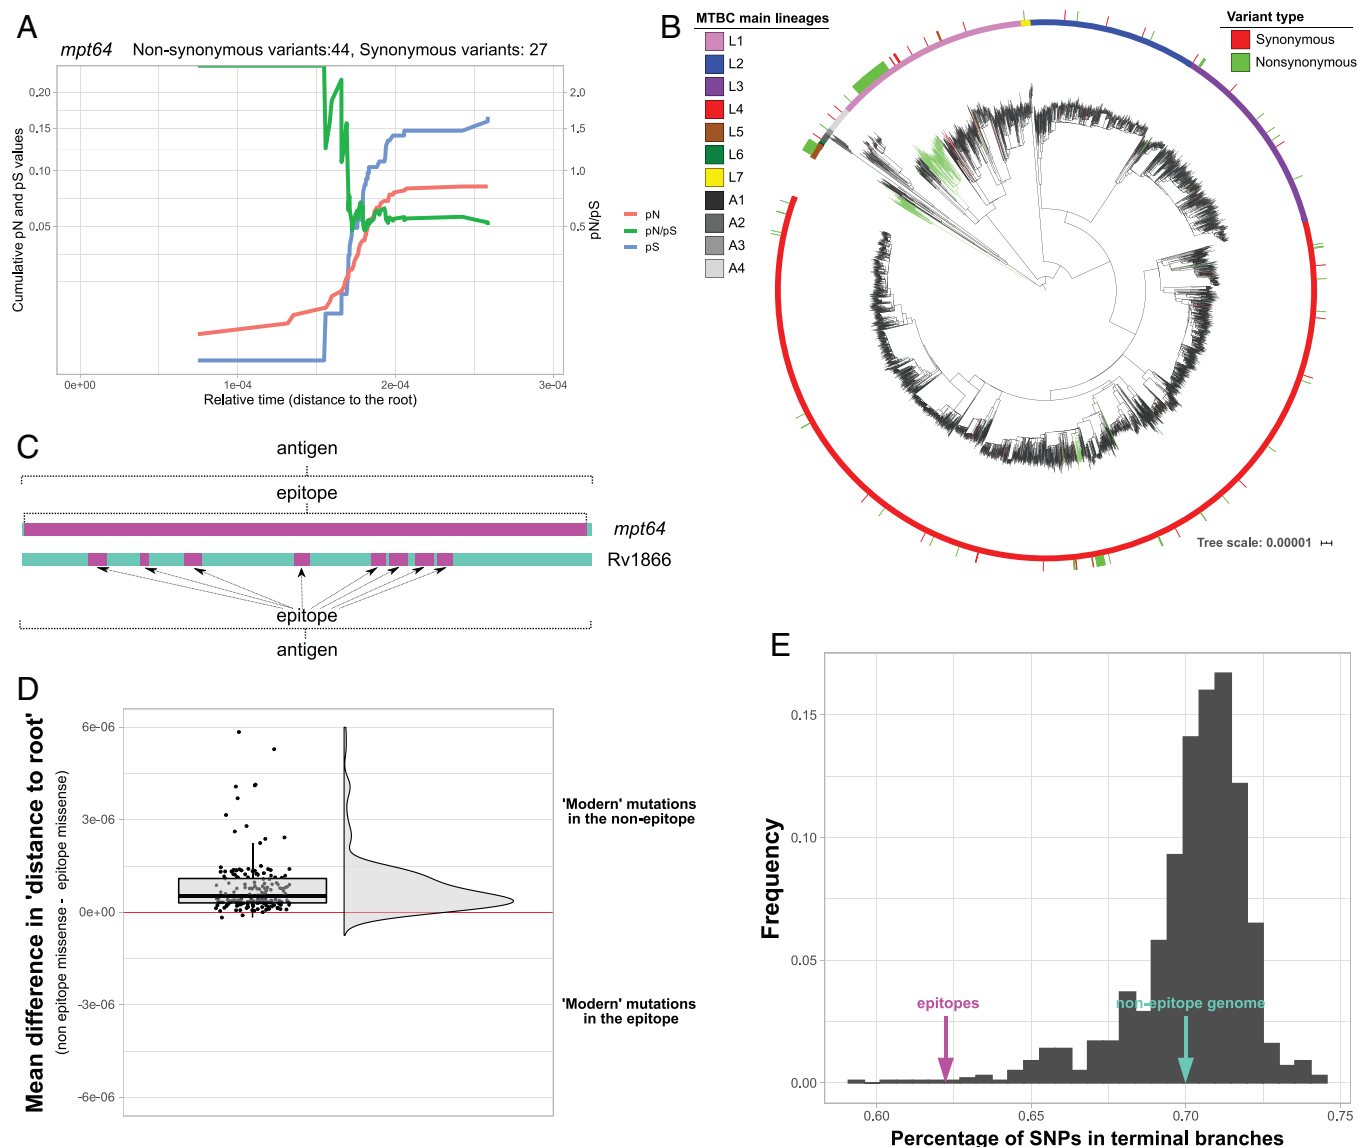 A
mpt64 Non-synonymous variants:44, Synonymous variants: 27
0.20
0.15
0.10
0.05
2.0
1.5
1.0
0.5
Cumulative pN and pS values
pN/pS
pN
pN/pS
pS
0e+00
1e-04
2e-04
3e-04
Relative time (distance to the root)
B
MTBC main lineages
L1
L2
L3
L4
L5
L6
L7
A1
A2
A3
A4
Variant type
Synonymous
Nonsynonymous
Tree scale: 0.00001
C
antigen
epitope
mpt64
Rv1866
epitope
antigen
D
Mean difference in 'distance to root'
(non epitope missense - epitope missense)
6e-06
3e-06
0e+00
-3e-06
-6e-06
'Modern' mutations
in the non-epitope
'Modern' mutations
in the epitope
E
Frequency
0.15
0.10
0.05
0.00
epitopes
non-epitope genome
0.60
0.65
0.70
0.75
Percentage of SNPs in terminal branches